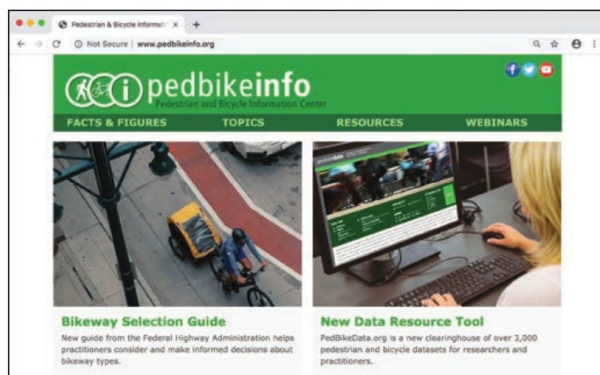 Pedestrian & Bicycle Informati
Not Secure | www.pedbikeinfo.org
pedbikeinfo
Pedestrian and Bicycle Information Center
FACTS & FIGURES TOPICS RESOURCES WEBINARS
Bikeway Selection Guide
New guide from the Federal Highway Administration helps
practitioners consider and make informed decisions about
bikeway types.
New Data Resource Tool
PedBikeData.org is a new clearinghouse of over 3,000
pedestrian and bicycle datasets for researchers and
practitioners.